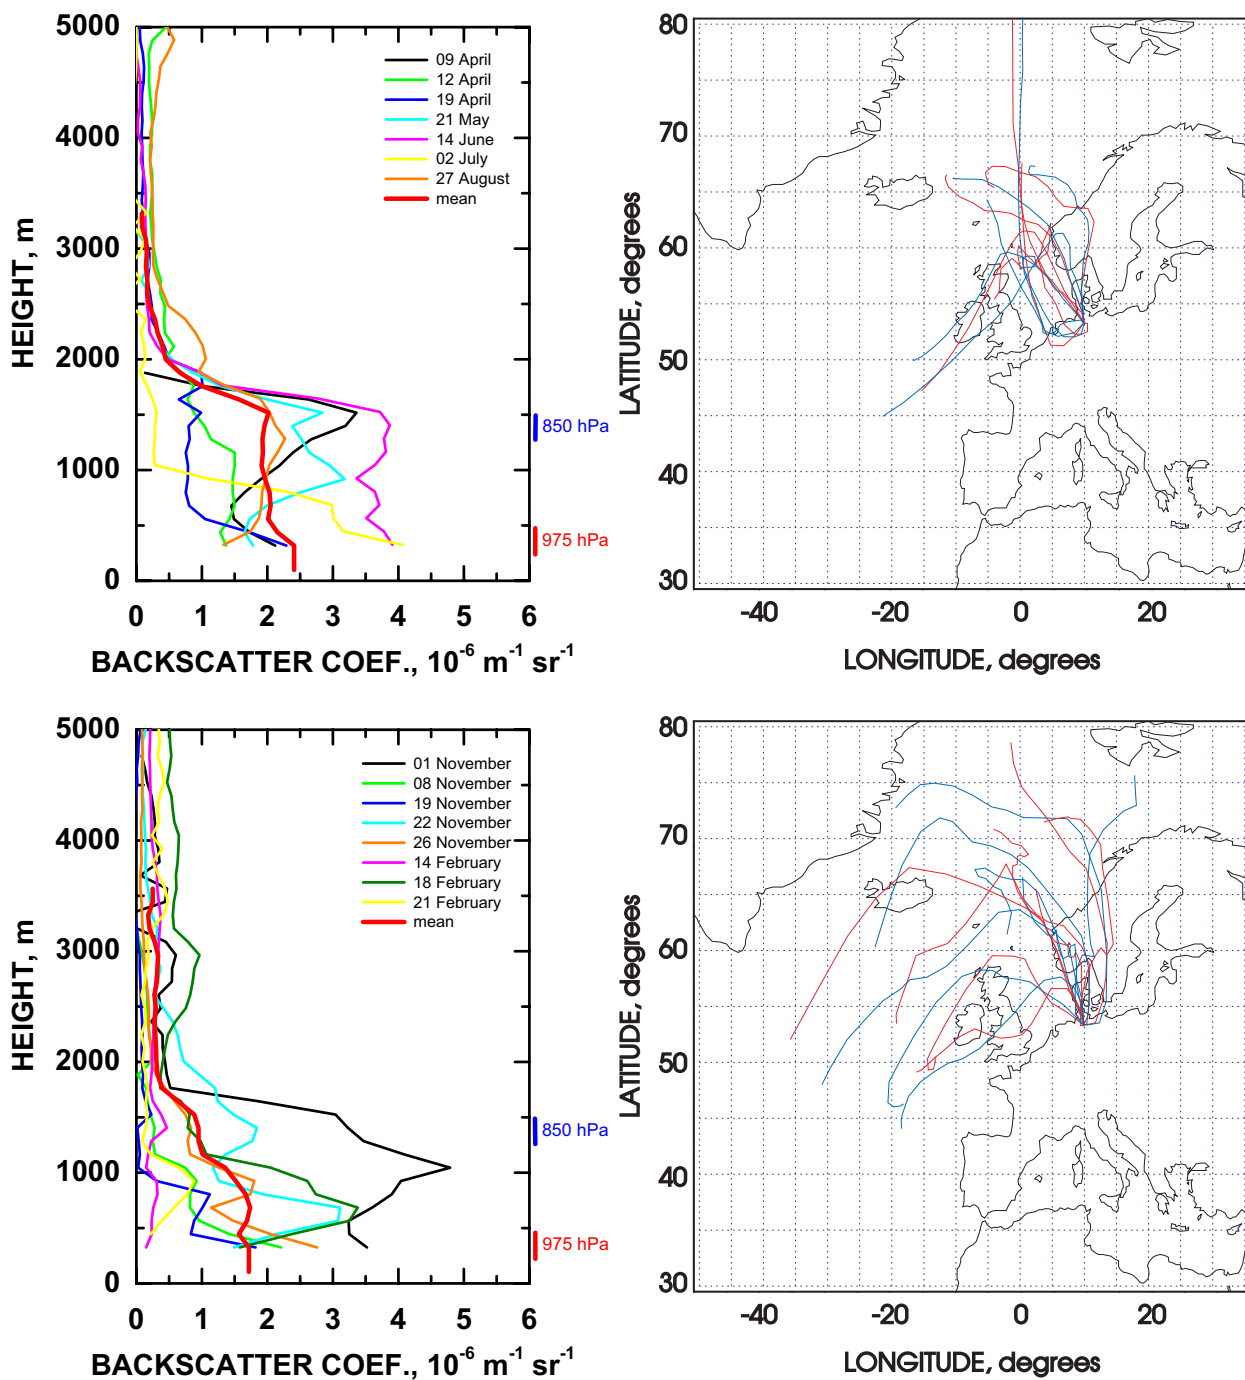 5000
4000
3000
2000
1000
0
HEIGHT, m
09 April
12 April
19 April
21 May
14 June
02 July
27 August
mean
850 hPa
975 hPa
0 1 2 3 4 5 6
BACKSCATTER COEF., 10⁻⁶ m⁻¹ sr⁻¹
80
70
60
50
40
30
LATITUDE, degrees
-40 -20 0 20
LONGITUDE, degrees
5000
4000
3000
2000
1000
0
HEIGHT, m
01 November
08 November
19 November
22 November
26 November
14 February
18 February
21 February
mean
850 hPa
975 hPa
0 1 2 3 4 5 6
BACKSCATTER COEF., 10⁻⁶ m⁻¹ sr⁻¹
80
70
60
50
40
30
LATITUDE, degrees
-40 -20 0 20
LONGITUDE, degrees